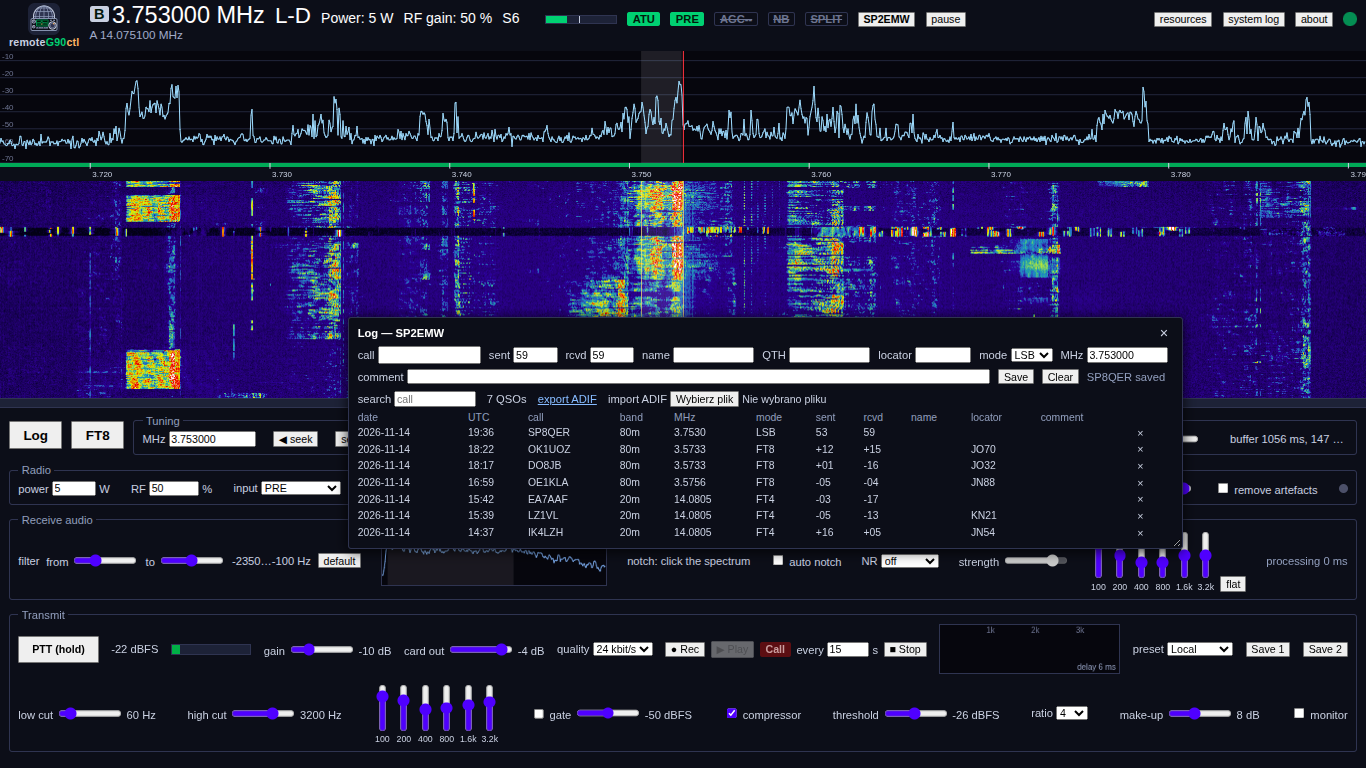 B 3.753000 MHz L-D Power: 5 W RF gain: 50 % S6 ATU PRE AGC-- NB SPLIT SP2EMW pause resources system log about
remoteG90ctl A 14.075100 MHz
-10
-20
-30
-40
-50
-70
3.720 3.730 3.740 3.750 3.760 3.770 3.780 3.79
Log — SP2EMW ×
call sent 59 rcvd 59 name QTH locator mode LSB MHz 3.753000
comment Save Clear SP8QER saved
search call 7 QSOs export ADIF import ADIF Wybierz plik Nie wybrano pliku
date UTC call band MHz mode sent rcvd name locator comment
2026-11-14 19:36 SP8QER 80m 3.7530 LSB 53 59 ×
2026-11-14 18:24 OK1UOZ 80m 3.5733 FT8 +12 +15 JO70 ×
2026-11-14 18:17 DO8JB 80m 3.5733 FT8 +01 -16 JO32 ×
2026-11-14 16:59 OE1KLA 80m 3.5756 FT8 -05 -04 JN88 ×
2026-11-14 15:42 EA7AAF 20m 14.0805 FT4 -03 -17 ×
2026-11-14 15:39 LZ1VL 20m 14.0805 FT4 -05 -13 KN21 ×
2026-11-14 14:37 IK4LZH 20m 14.0805 FT4 +16 +05 JN54 ×
Log FT8
Tuning
MHz 3.753000 ◀ seek
buffer 1056 ms, 147 …
Radio
power 5 W RF 50 % input PRE
remove artefacts
Receive audio
filter from to -2350…-100 Hz default
notch: click the spectrum auto notch NR off strength
100 200 400 800 1.6k 3.2k flat
processing 0 ms
Transmit
PTT (hold) -22 dBFS gain -10 dB card out -4 dB quality 24 kbit/s ● Rec ▶ Play Call every 15 s ■ Stop
1k 2k 3k
delay 6 ms
preset Local Save 1 Save 2
low cut 60 Hz high cut 3200 Hz
100 200 400 800 1.6k 3.2k
gate -50 dBFS compressor threshold -26 dBFS ratio 4 make-up 8 dB monitor